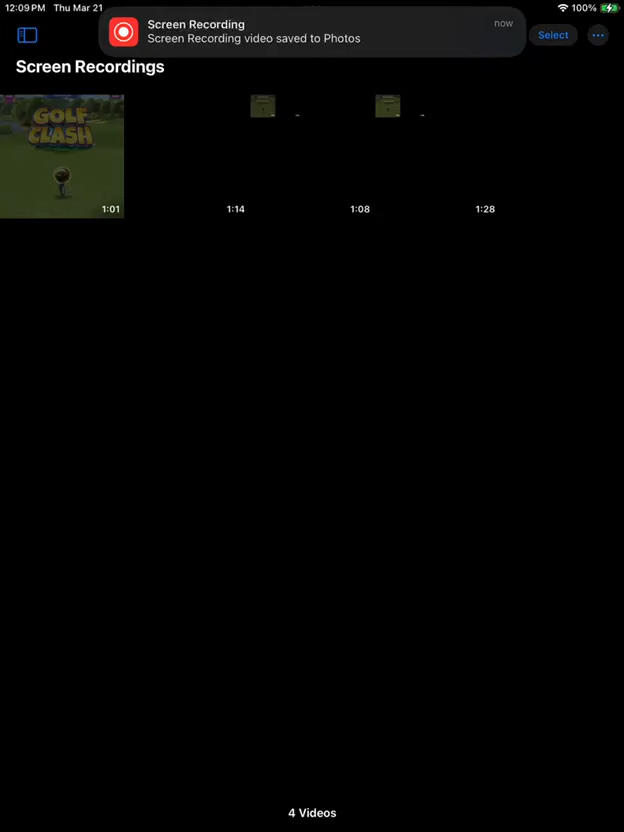 12:09 PM Thu Mar 21
100%
Screen Recording
now
Screen Recording video saved to Photos
Select
Screen Recordings
GOLF
CLASH
1:01
1:14
1:08
1:28
4 Videos